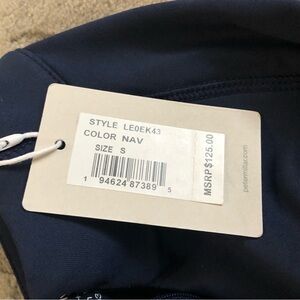 STYLE LE0EK43
COLOR NAV
SIZE S
1 94624 87389 5
MSRP$125.00
petermillar.com